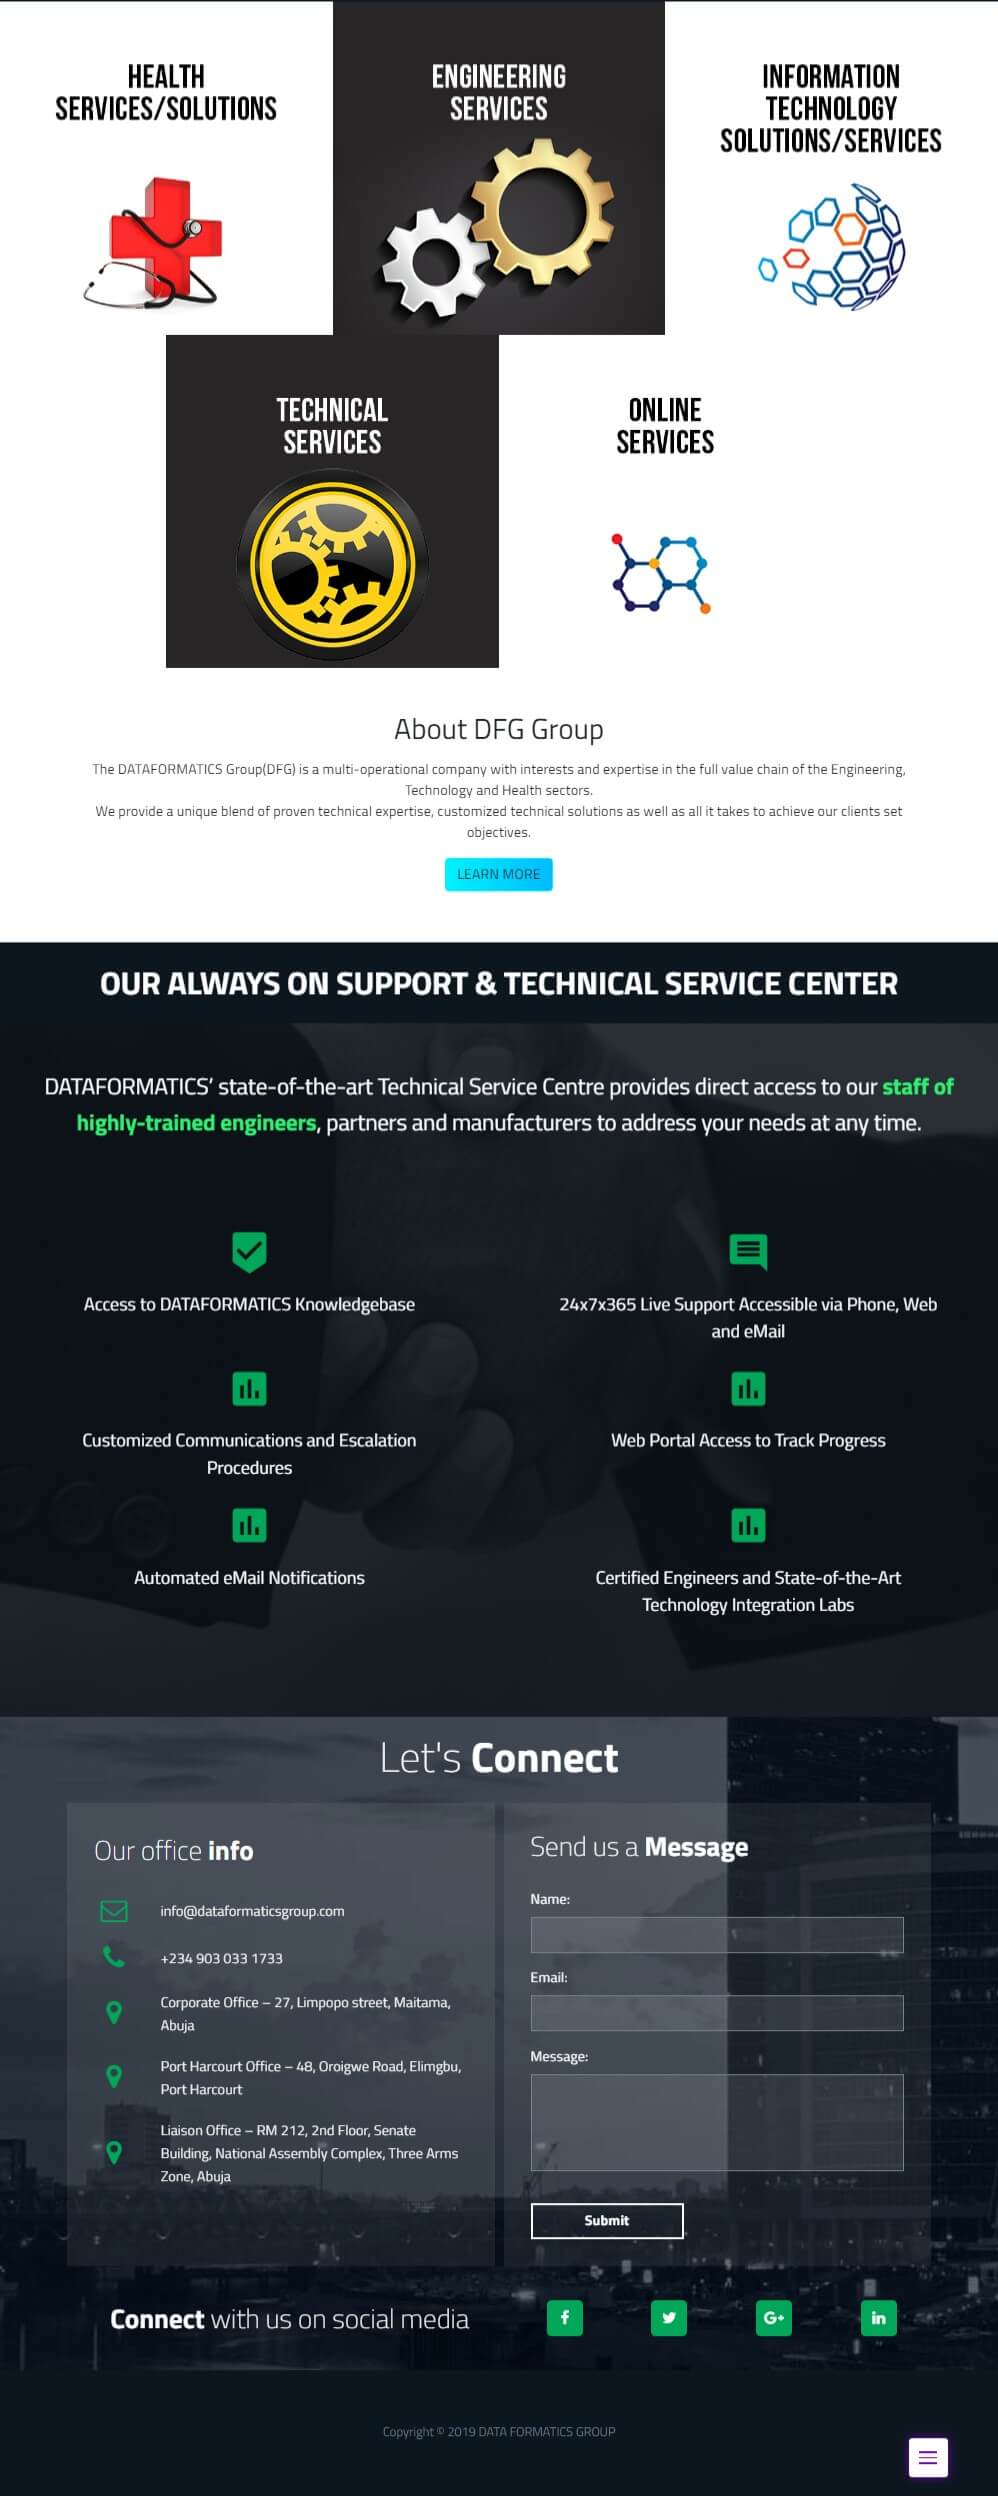 HEALTH
SERVICES/SOLUTIONS
ENGINEERING
SERVICES
INFORMATION
TECHNOLOGY
SOLUTIONS/SERVICES
TECHNICAL
SERVICES
ONLINE
SERVICES
About DFG Group
The DATAFORMATICS Group(DFG) is a multi-operational company with interests and expertise in the full value chain of the Engineering,
Technology and Health sectors.
We provide a unique blend of proven technical expertise, customized technical solutions as well as all it takes to achieve our clients set
objectives.
LEARN MORE
OUR ALWAYS ON SUPPORT & TECHNICAL SERVICE CENTER
DATAFORMATICS’ state-of-the-art Technical Service Centre provides direct access to our staff of
highly-trained engineers, partners and manufacturers to address your needs at any time.
Access to DATAFORMATICS Knowledgebase
24x7x365 Live Support Accessible via Phone, Web
and eMail
Customized Communications and Escalation
Procedures
Web Portal Access to Track Progress
Automated eMail Notifications
Certified Engineers and State-of-the-Art
Technology Integration Labs
Let's Connect
Our office info
info@dataformaticsgroup.com
+234 903 033 1733
Corporate Office – 27, Limpopo street, Maitama,
Abuja
Port Harcourt Office – 48, Oroigwe Road, Elimgbu,
Port Harcourt
Liaison Office – RM 212, 2nd Floor, Senate
Building, National Assembly Complex, Three Arms
Zone, Abuja
Send us a Message
Name:
Email:
Message:
Submit
Connect with us on social media
Copyright © 2019 DATA FORMATICS GROUP